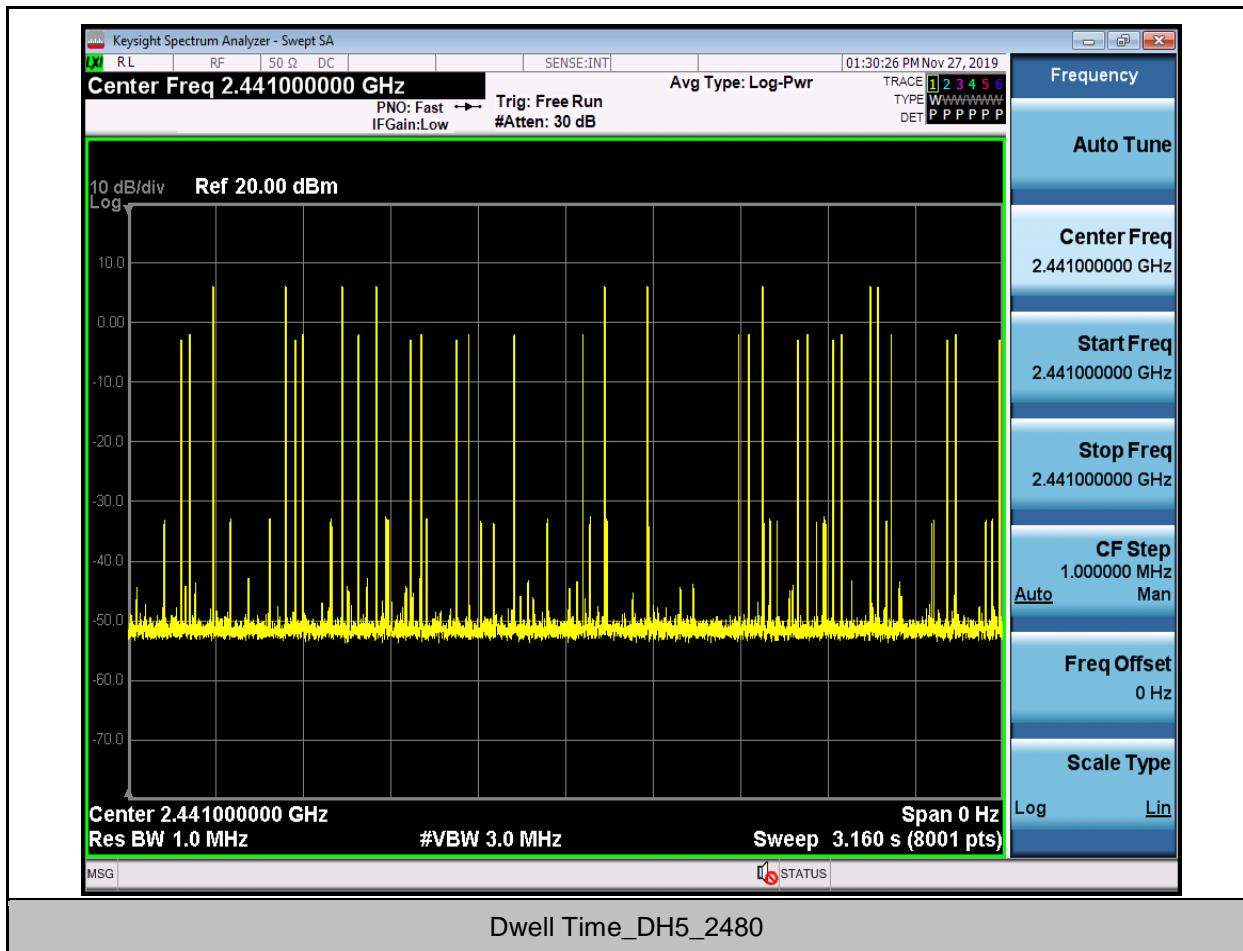 Keysight Spectrum Analyzer - Swept SA
LXI RL RF 50 Ω DC SENSE:INT 01:30:26 PM Nov 27, 2019
Center Freq 2.441000000 GHz
Avg Type: Log-Pwr
TRACE 1 2 3 4 5 6
PNO: Fast
Trig: Free Run
TYPE WWWWWW
IFGain:Low
#Atten: 30 dB
DET P P P P P P
10 dB/div Ref 20.00 dBm
Log
10.0
0.00
-10.0
-20.0
-30.0
-40.0
-50.0
-60.0
-70.0
Center 2.441000000 GHz Span 0 Hz
Res BW 1.0 MHz #VBW 3.0 MHz Sweep 3.160 s (8001 pts)
MSG STATUS
Frequency
Auto Tune
Center Freq
2.441000000 GHz
Start Freq
2.441000000 GHz
Stop Freq
2.441000000 GHz
CF Step
1.000000 MHz
Auto Man
Freq Offset
0 Hz
Scale Type
Log Lin
Dwell Time_DH5_2480